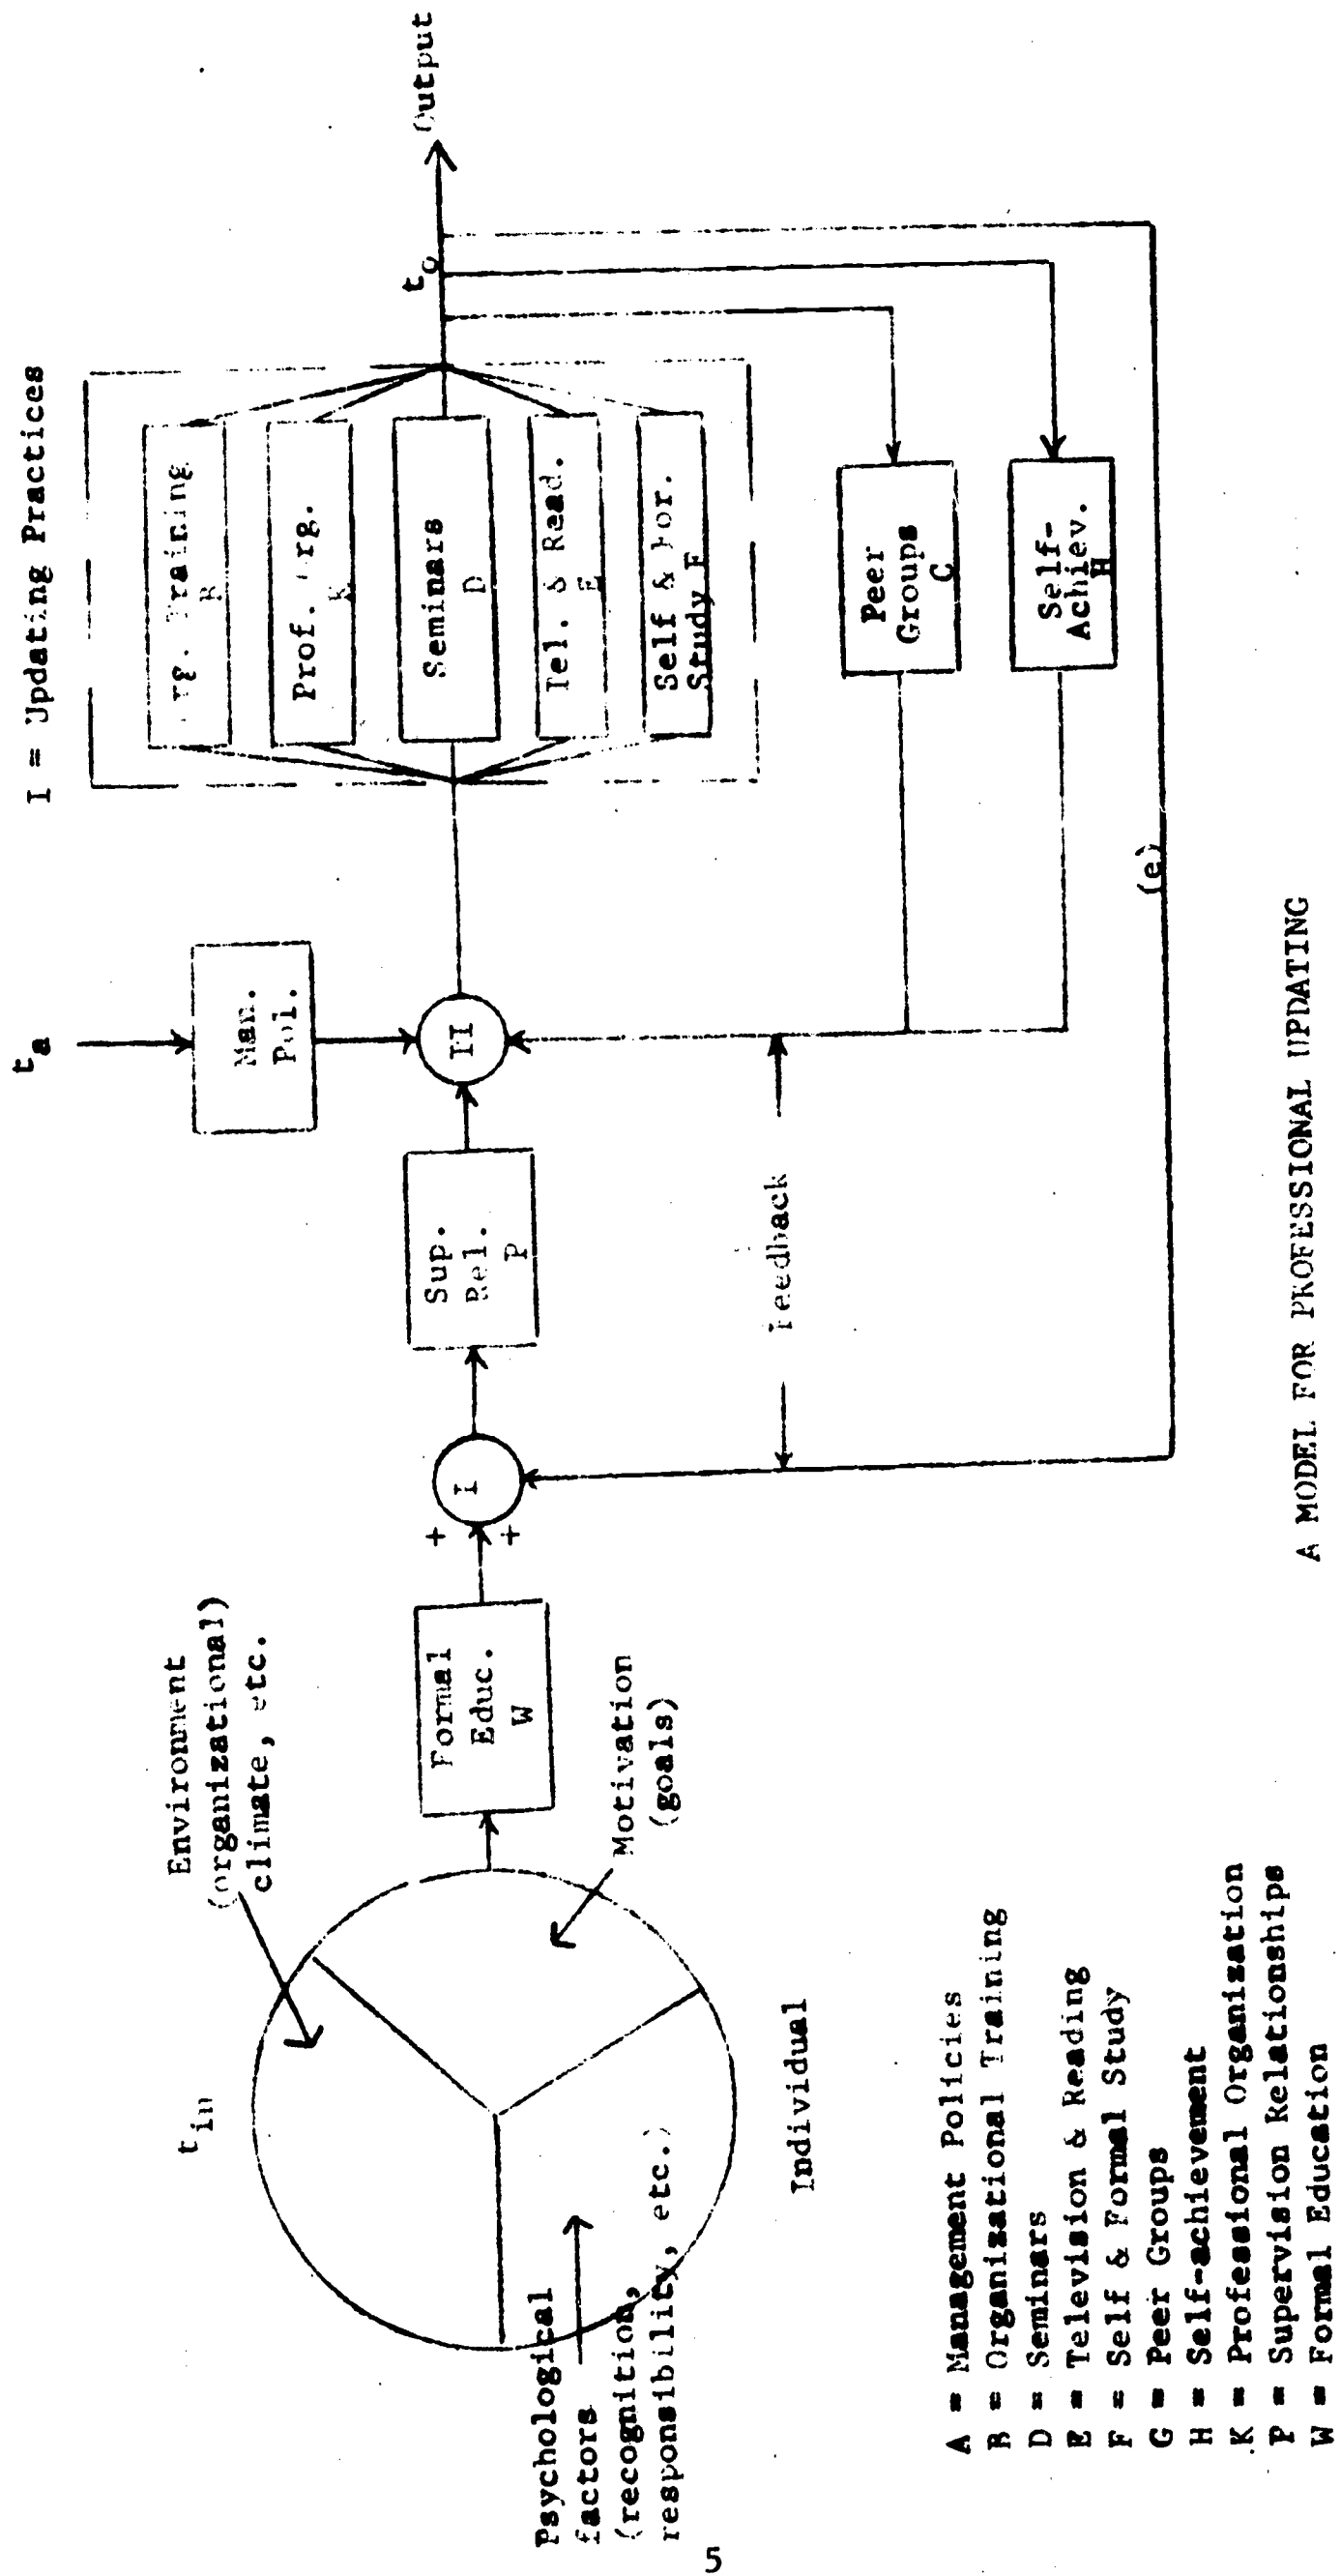 I = Updating Practices
t_a
Man.
Pol.
Training
B
Prof. Org.
K
Seminars
D
Tel. & Read.
E
Self & For.
Study F
t_o
Output
Environment
(organizational)
climate, etc.
t_in
Formal
Educ.
W
+
+
I
Sup.
Rel.
P
II
Motivation
(goals)
Psychological
factors
(recognition,
responsibility, etc.)
Individual
Feedback
Peer
Groups
Self-
Achiev.
H
(e)
A = Management Policies
B = Organizational Training
D = Seminars
E = Television & Reading
F = Self & Formal Study
G = Peer Groups
H = Self-achievement
K = Professional Organization
P = Supervision Relationships
W = Formal Education
A MODEL FOR PROFESSIONAL UPDATING
5